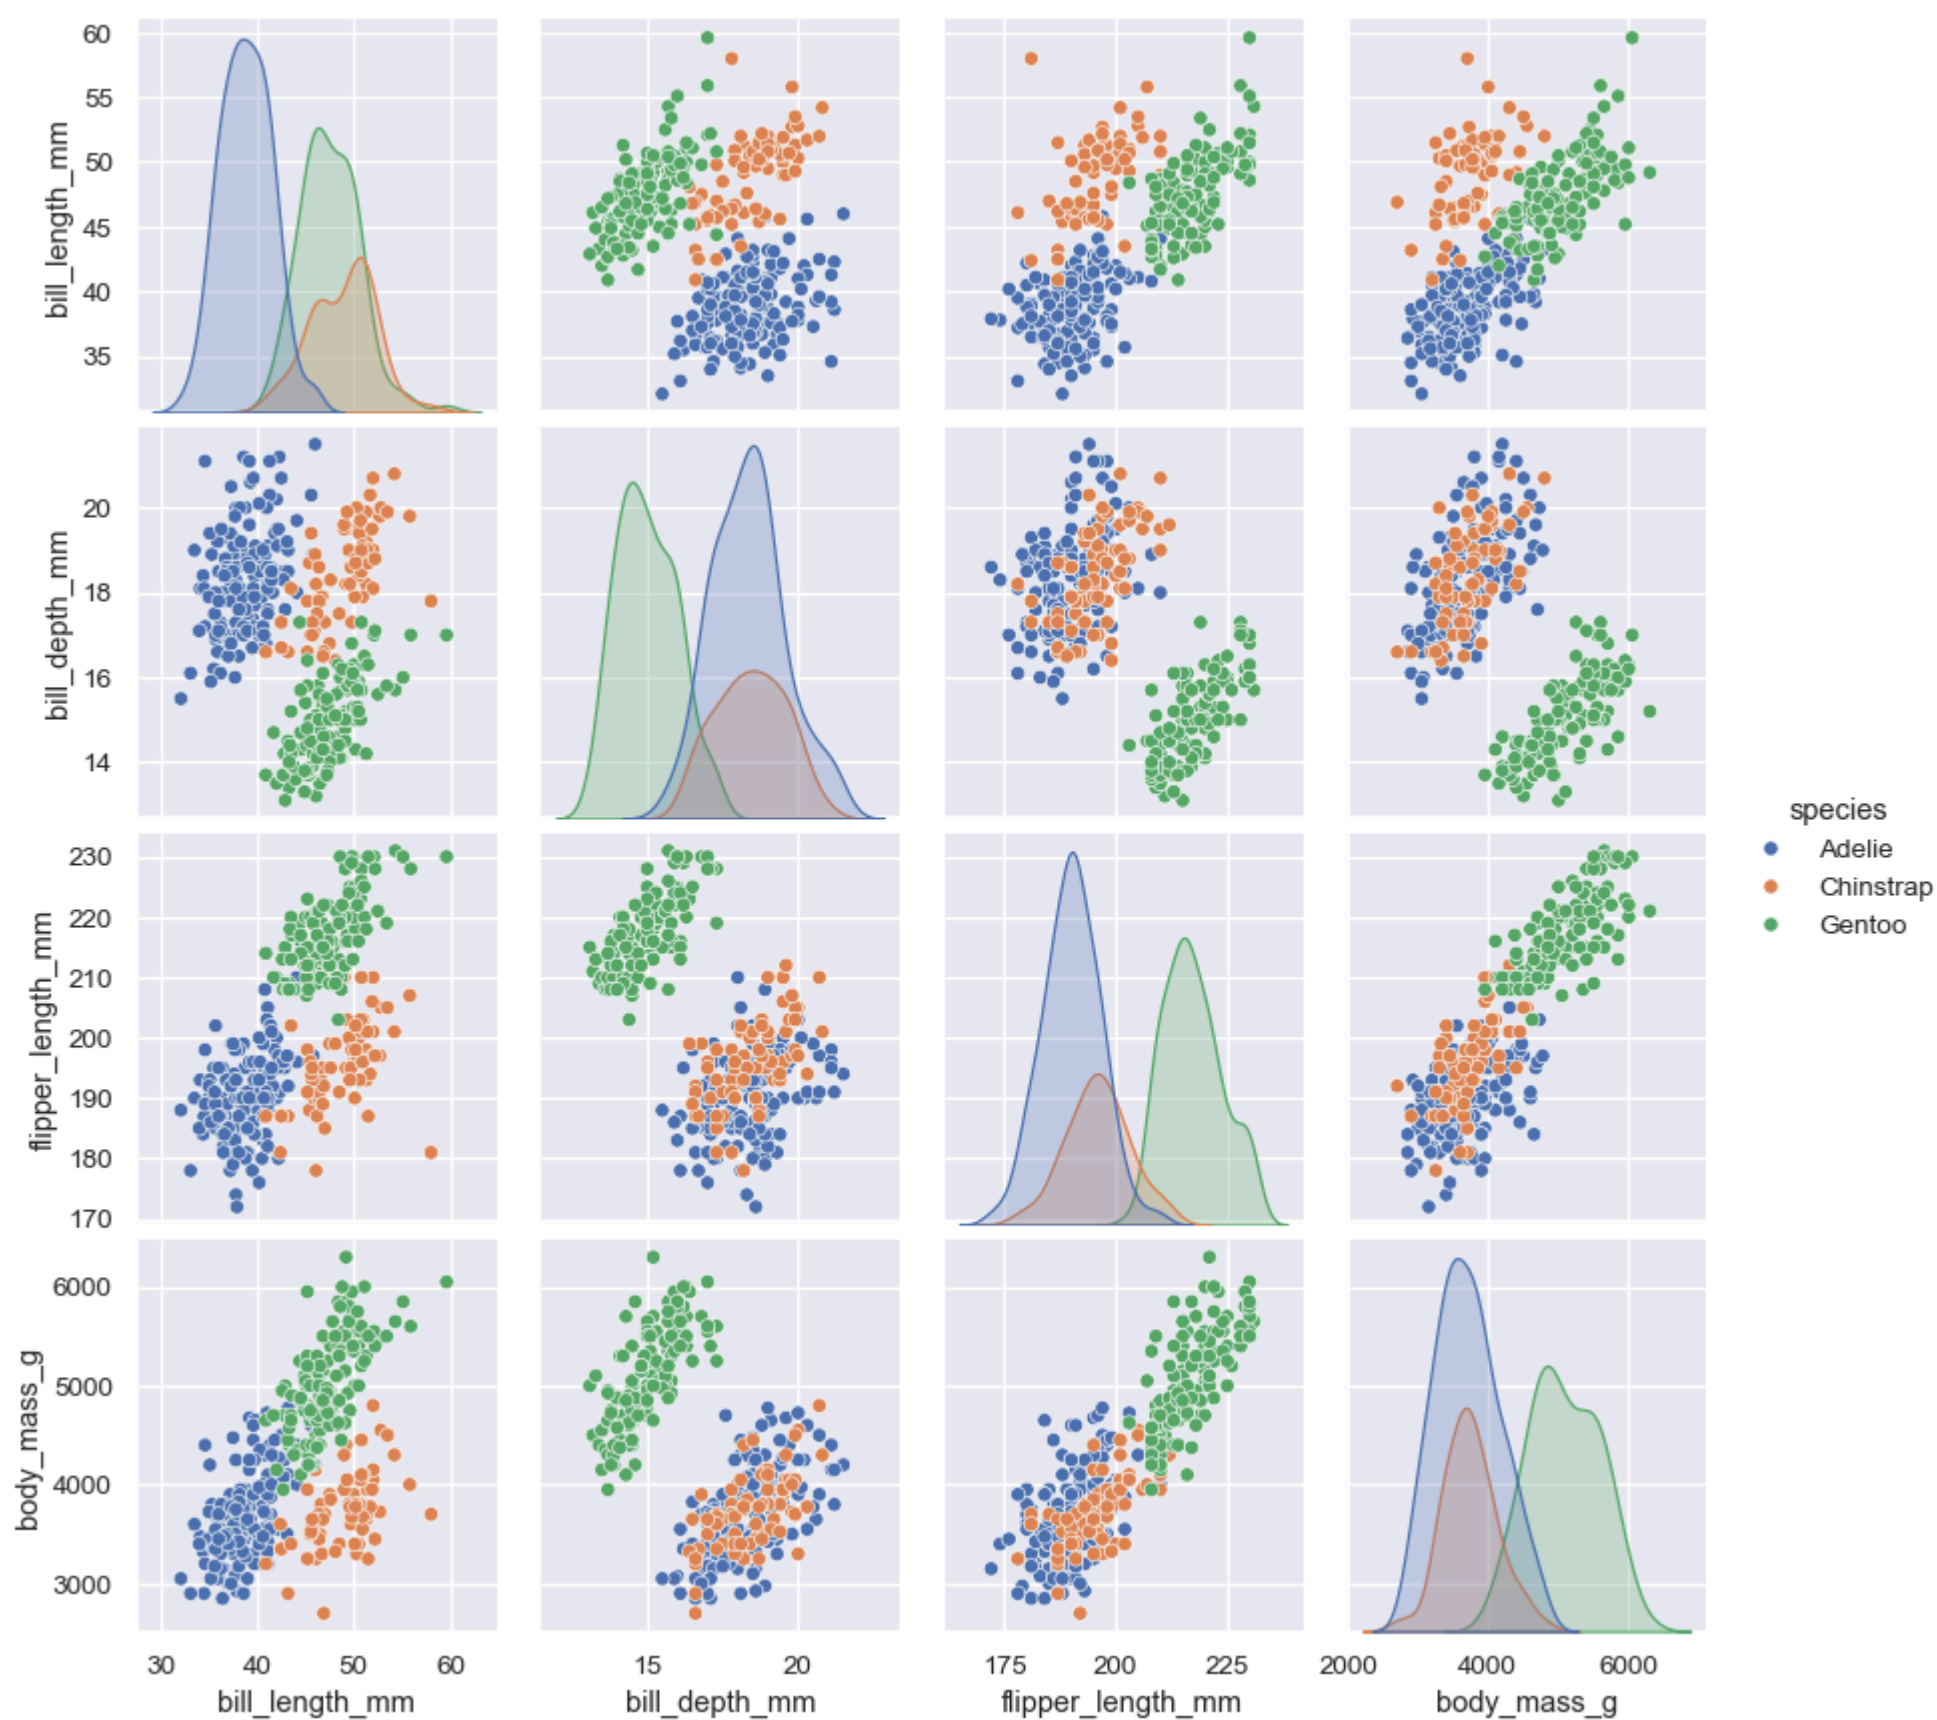 60
55
50
45
40
35
bill_length_mm
20
18
16
14
bill_depth_mm
230
220
210
200
190
180
170
flipper_length_mm
6000
5000
4000
3000
body_mass_g
30 40 50 60
15 20
175 200 225
2000 4000 6000
bill_length_mm
bill_depth_mm
flipper_length_mm
body_mass_g
species
Adelie
Chinstrap
Gentoo